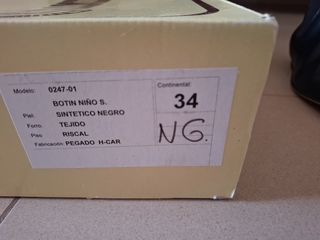 Modelo: 0247-01
BOTIN NIÑO S.
Piel: SINTETICO NEGRO
Forro: TEJIDO
Piso: RISCAL
Fabricación: PEGADO H-CAR
Continental:
34
NG.